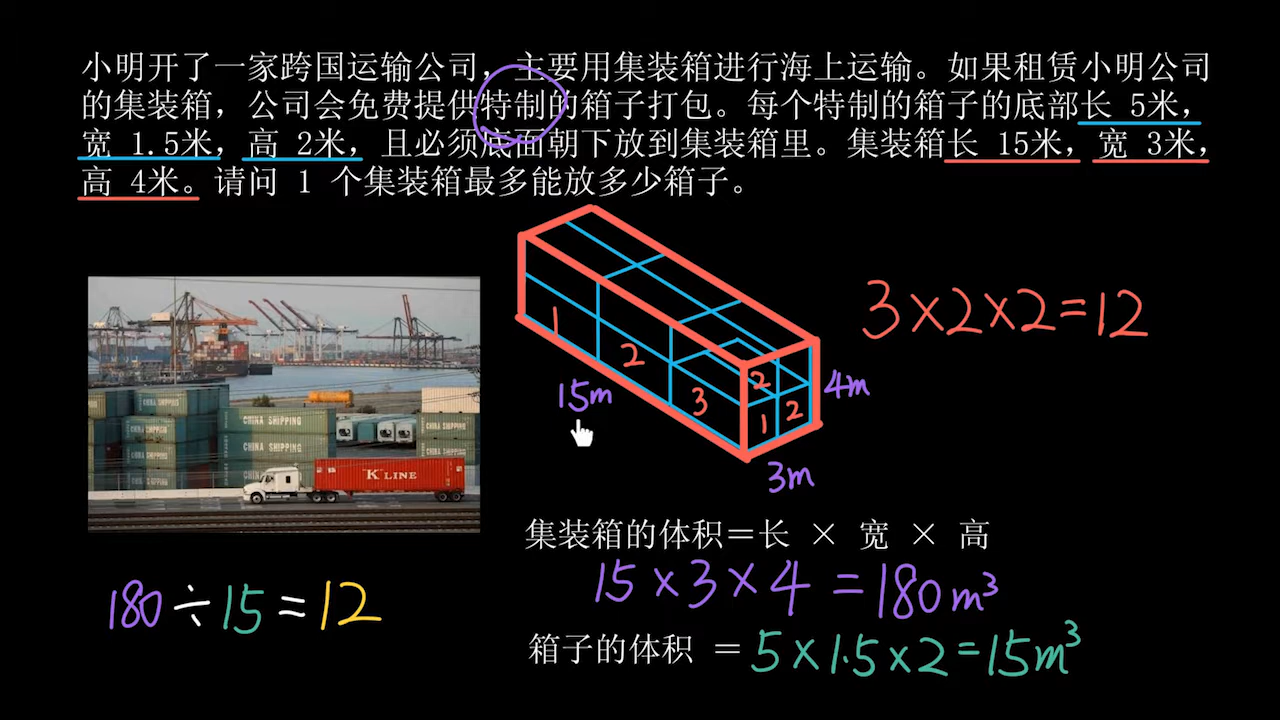 小明开了一家跨国运输公司，主要用集装箱进行海上运输。如果租赁小明公司
的集装箱，公司会免费提供特制的箱子打包。每个特制的箱子的底部长 5米，
宽 1.5米，高 2米，且必须底面朝下放到集装箱里。集装箱长 15米，宽 3米，
高 4米。请问 1 个集装箱最多能放多少箱子。
3×2×2=12
1
2
3
2
1
2
15m
4m
3m
CHINA SHIPPING
CHINA SHIPPING
CHINA SHIPPING
K LINE
集装箱的体积＝长 × 宽 × 高
15×3×4=180m³
180÷15=12
箱子的体积 ＝5×1.5×2=15m³